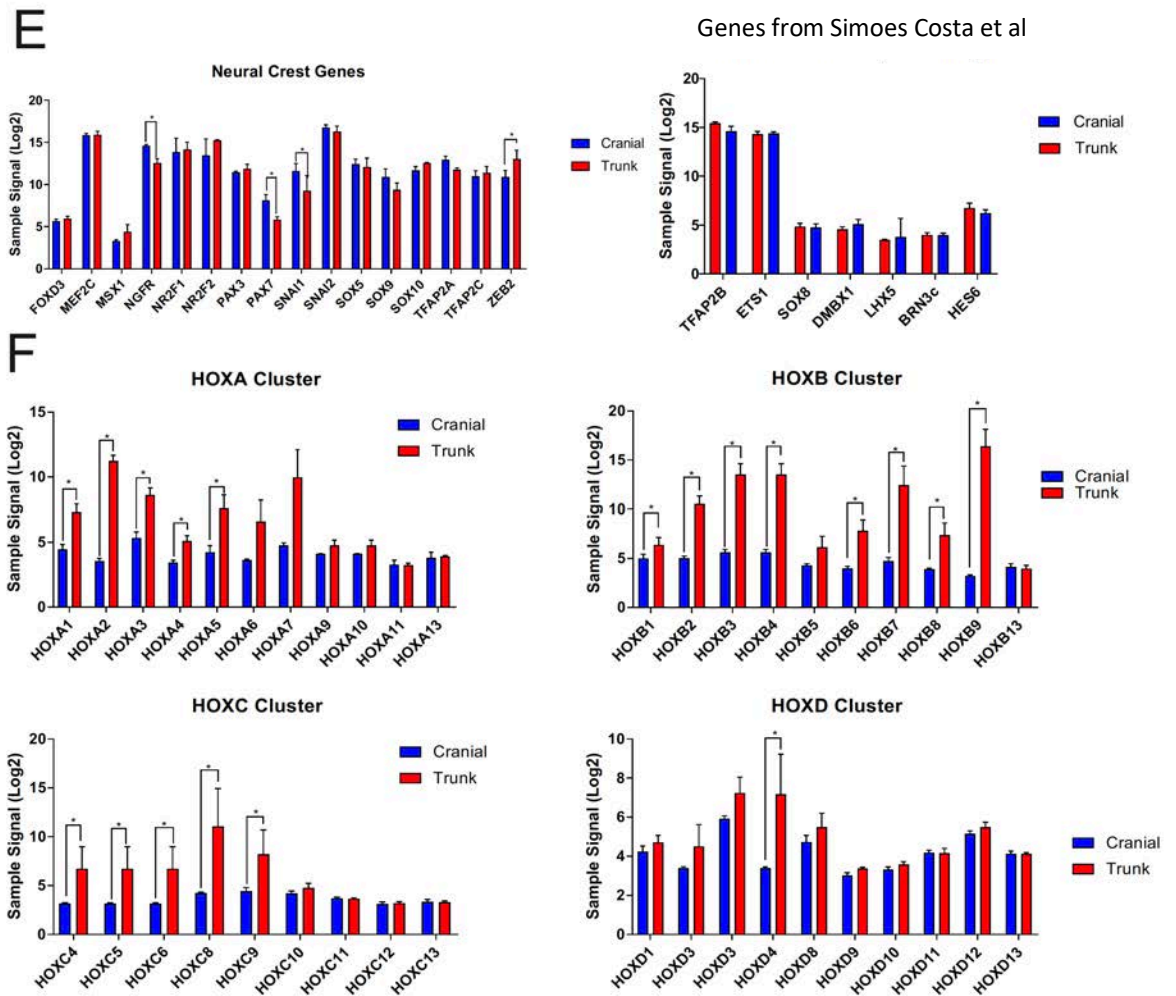 E
Genes from Simoes Costa et al
Neural Crest Genes
Sample Signal (Log2)
20
15
10
5
0
*
*
*
*
Cranial
Trunk
FOXD3
MEF2C
MSX1
NGFR
NR2F1
NR2F2
PAX3
PAX7
SNAI1
SNAI2
SOX5
SOX9
SOX10
TFAP2A
TFAP2C
ZEB2
Sample Signal (Log2)
20
15
10
5
0
Cranial
Trunk
TFAP2B
ETS1
SOX8
DMBX1
LHX5
BRN3c
HES6
F
HOXA Cluster
Sample Signal (Log2)
15
10
5
0
*
*
*
*
*
Cranial
Trunk
HOXA1
HOXA2
HOXA3
HOXA4
HOXA5
HOXA6
HOXA7
HOXA9
HOXA10
HOXA11
HOXA13
HOXB Cluster
Sample Signal (Log2)
20
15
10
5
0
*
*
*
*
*
*
*
*
Cranial
Trunk
HOXB1
HOXB2
HOXB3
HOXB4
HOXB5
HOXB6
HOXB7
HOXB8
HOXB9
HOXB13
HOXC Cluster
Sample Signal (Log2)
20
15
10
5
0
*
*
*
*
*
Cranial
Trunk
HOXC4
HOXC5
HOXC6
HOXC8
HOXC9
HOXC10
HOXC11
HOXC12
HOXC13
HOXD Cluster
Sample Signal (Log2)
10
8
6
4
2
0
*
Cranial
Trunk
HOXD1
HOXD3
HOXD3
HOXD4
HOXD8
HOXD9
HOXD10
HOXD11
HOXD12
HOXD13